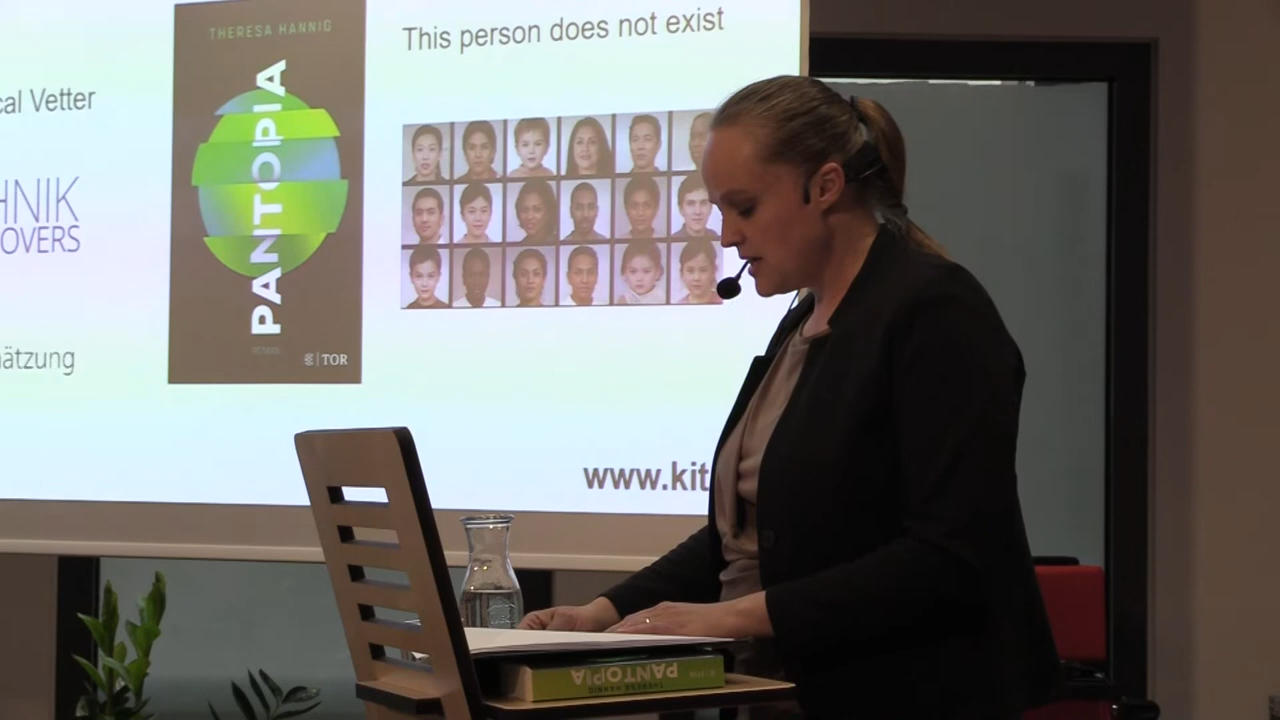 THERESA HANNIG
PANTOPIA
ROMAN
TOR
This person does not exist
cal Vetter
HNIK
OVERS
ätzung
www.kit
PANTOPIA
THERESA HANNIG